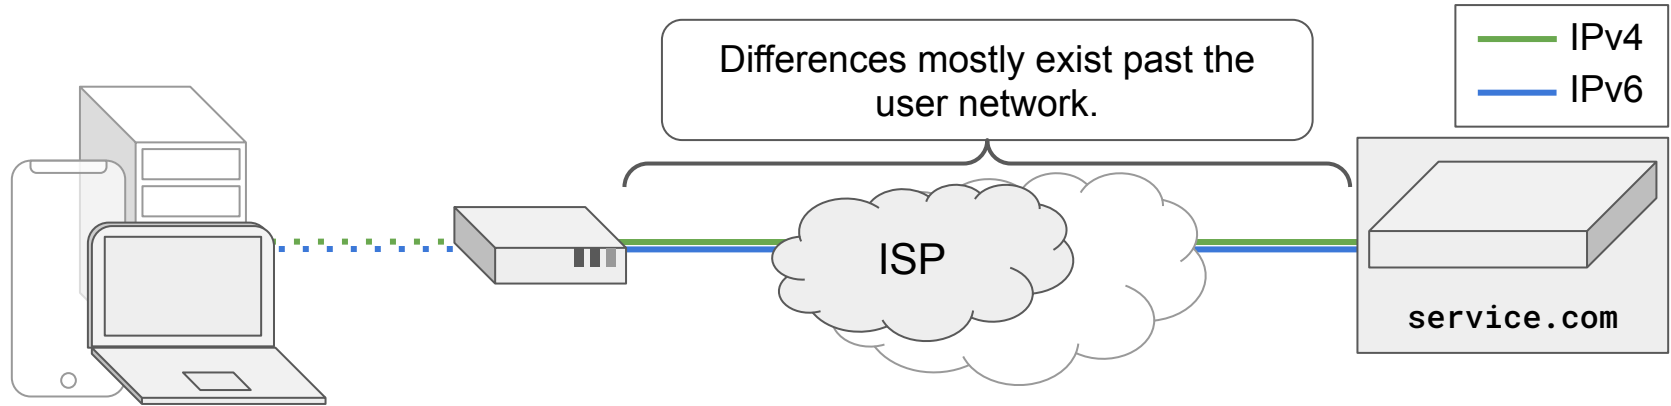 Differences mostly exist past the
user network.
IPv4
IPv6
ISP
service.com